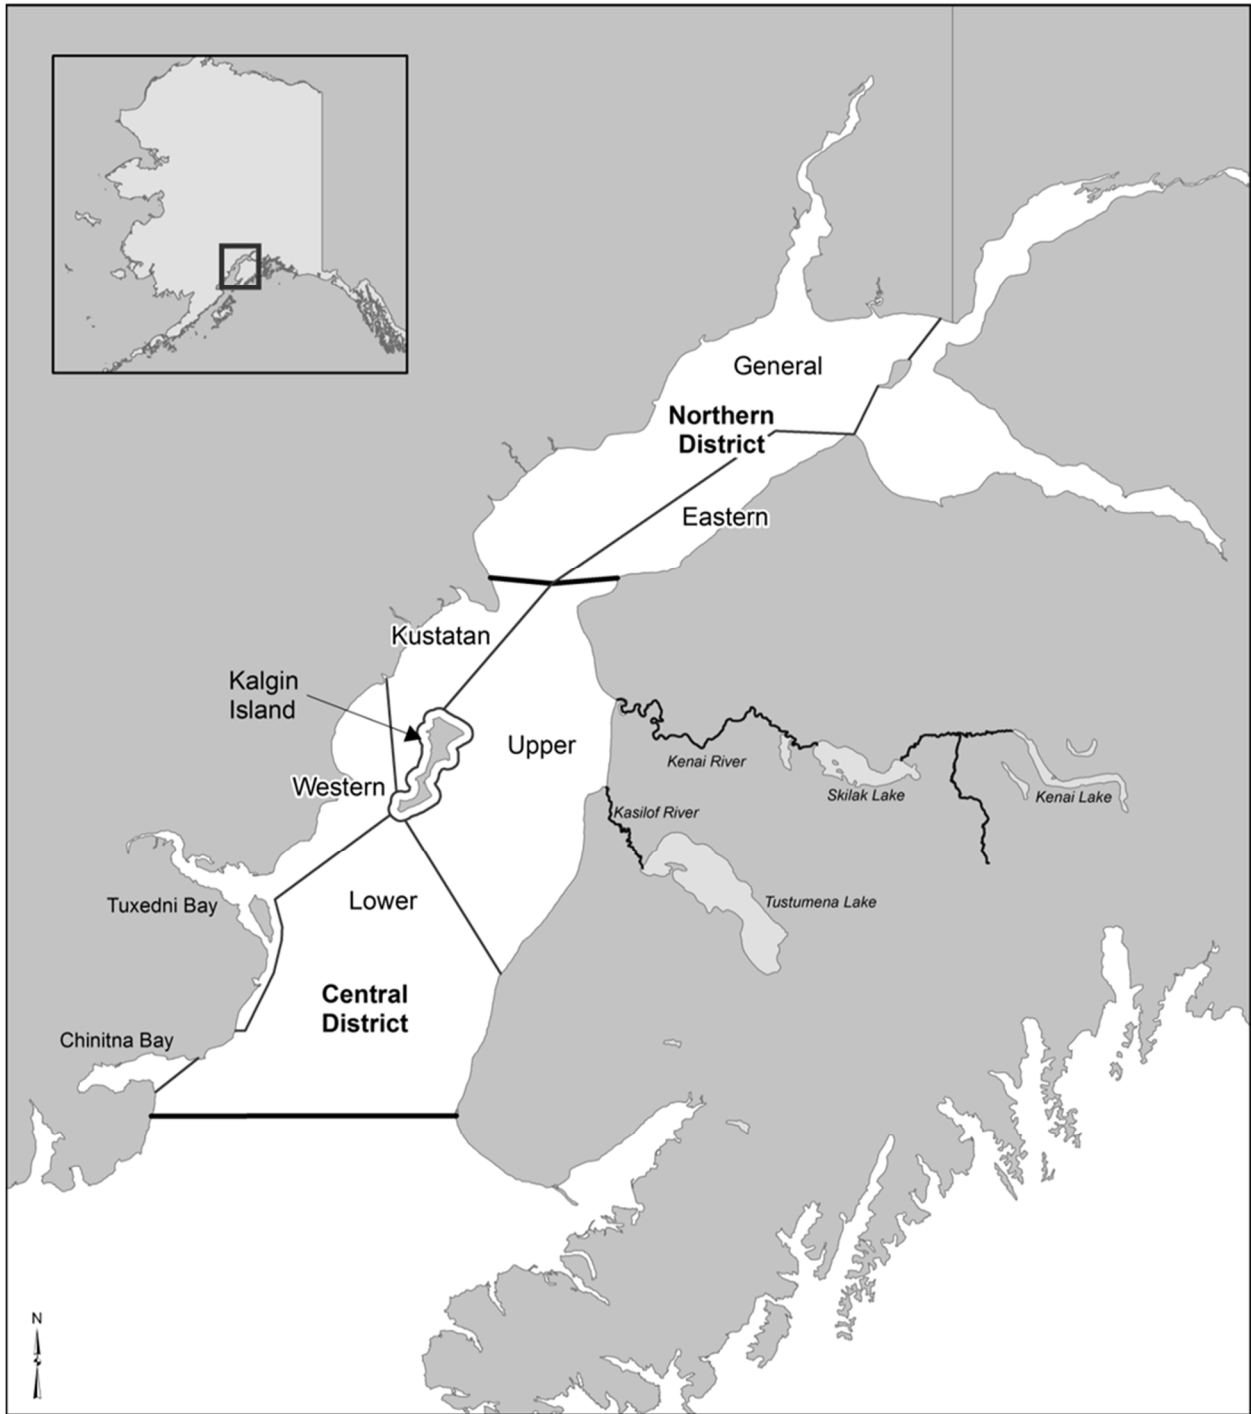 General
Northern
District
Eastern
Kustatan
Kalgin
Island
Upper
Kenai River
Western
Skilak Lake
Kenai Lake
Kasilof River
Tuxedni Bay
Lower
Tustumena Lake
Central
District
Chinitna Bay
N